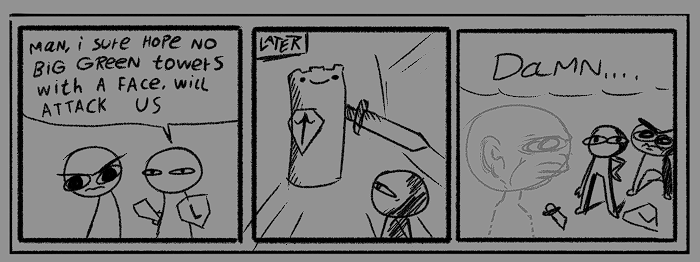 MAN, i SUrE HOPE NO
BIG GREEN towerS
with A FACE. will
ATTACK US
L
LATER
DAMN....